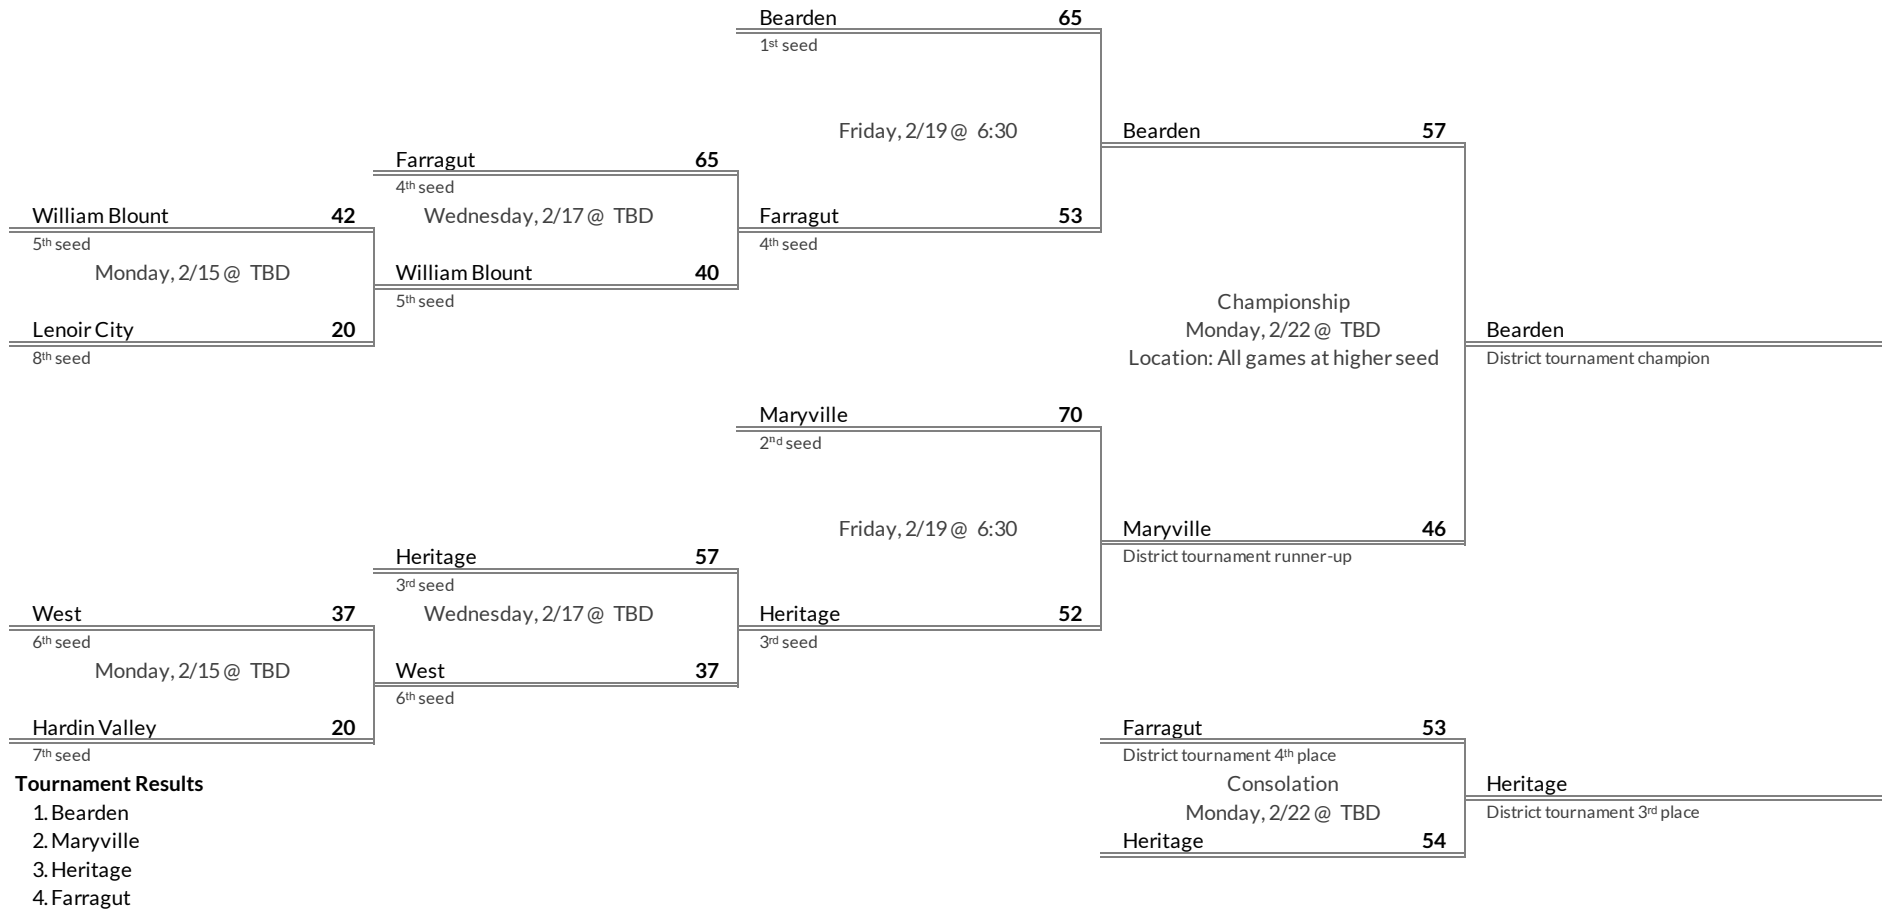 Bearden 65
1st seed
Friday, 2/19 @ 6:30
Bearden 57
Farragut 65
4th seed
William Blount 42
Wednesday, 2/17 @ TBD
Farragut 53
5th seed
4th seed
Monday, 2/15 @ TBD
William Blount 40
5th seed
Championship
Lenoir City 20
Monday, 2/22 @ TBD
Bearden
8th seed
Location: All games at higher seed
District tournament champion
Maryville 70
2nd seed
Friday, 2/19 @ 6:30
Maryville 46
Heritage 57
District tournament runner-up
3rd seed
West 37
Wednesday, 2/17 @ TBD
Heritage 52
6th seed
3rd seed
Monday, 2/15 @ TBD
West 37
6th seed
Hardin Valley 20
Farragut 53
7th seed
District tournament 4th place
Tournament Results
Consolation
Heritage
1. Bearden
Monday, 2/22 @ TBD
District tournament 3rd place
2. Maryville
Heritage 54
3. Heritage
4. Farragut